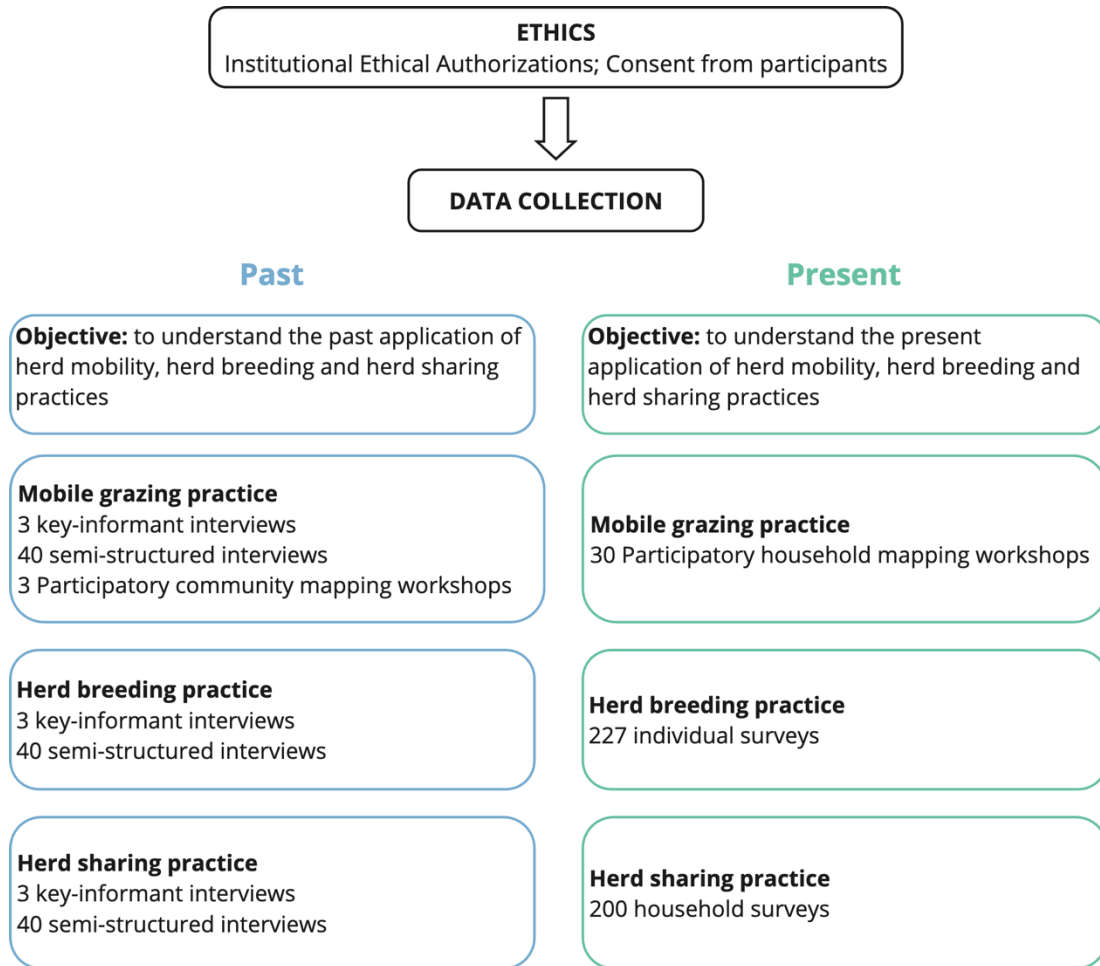 ETHICS
Institutional Ethical Authorizations; Consent from participants
DATA COLLECTION
Past
Objective: to understand the past application of
herd mobility, herd breeding and herd sharing
practices
Mobile grazing practice
3 key-informant interviews
40 semi-structured interviews
3 Participatory community mapping workshops
Herd breeding practice
3 key-informant interviews
40 semi-structured interviews
Herd sharing practice
3 key-informant interviews
40 semi-structured interviews
Present
Objective: to understand the present
application of herd mobility, herd breeding and
herd sharing practices
Mobile grazing practice
30 Participatory household mapping workshops
Herd breeding practice
227 individual surveys
Herd sharing practice
200 household surveys